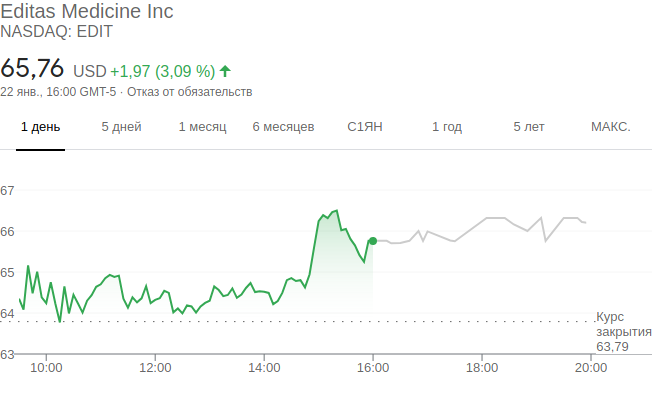 Editas Medicine Inc
NASDAQ: EDIT
65,76 USD +1,97 (3,09 %)
22 янв., 16:00 GMT-5 · Отказ от обязательств
1 день 5 дней 1 месяц 6 месяцев С1ЯН 1 год 5 лет МАКС.
67
66
65
64
Курс
закрытия
63,79
63
10:00 12:00 14:00 16:00 18:00 20:00